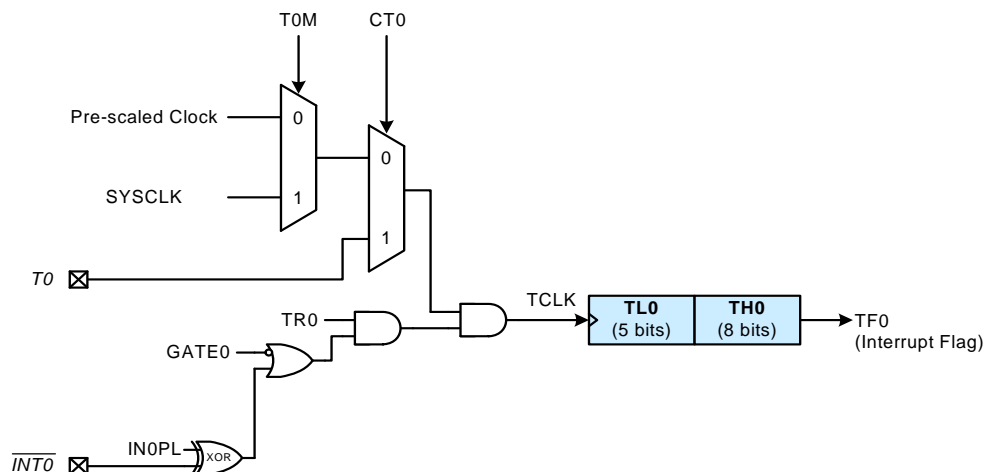 T0M
CT0
Pre-scaled Clock
0
0
SYSCLK
1
1
T0
TCLK
TL0
(5 bits)
TH0
(8 bits)
TF0
(Interrupt Flag)
TR0
GATE0
IN0PL
XOR
INT0